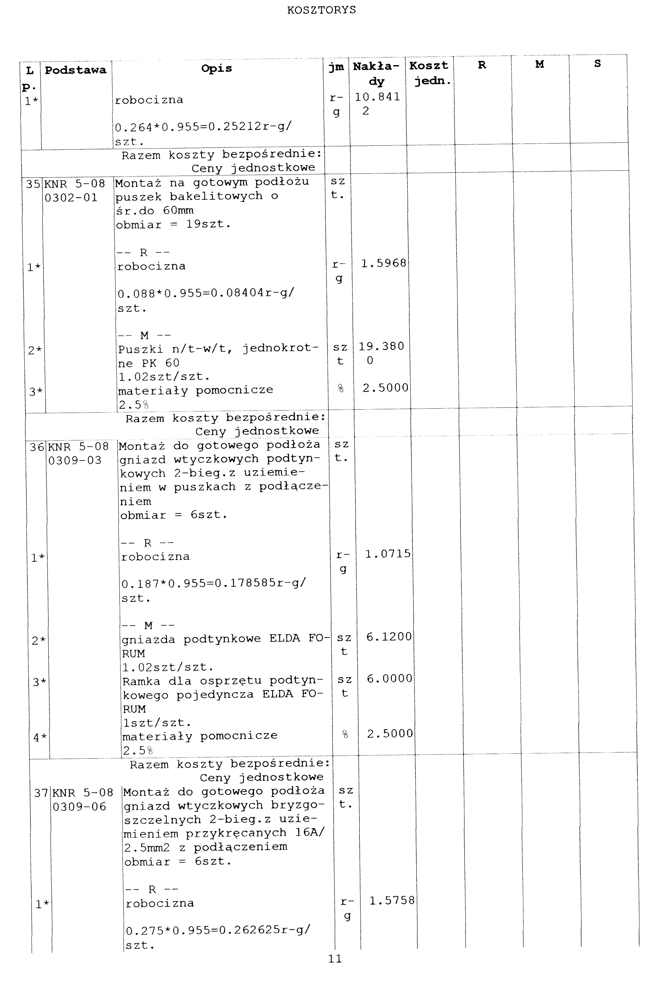 KOSZTORYS
L Podstawa Opis jm Nakła- Koszt R M S
p. dy jedn.
1* robocizna r- 10.841
g 2
0.264*0.955=0.25212r-g/
szt.
Razem koszty bezpośrednie:
Ceny jednostkowe
35 KNR 5-08 Montaż na gotowym podłożu sz
0302-01 puszek bakelitowych o t.
śr.do 60mm
obmiar = 19szt.
-- R --
1* robocizna r- 1.5968
g
0.088*0.955=0.08404r-g/
szt.
-- M --
2* Puszki n/t-w/t, jednokrot- sz 19.380
ne PK 60 t 0
1.02szt/szt.
3* materiały pomocnicze % 2.5000
2.5%
Razem koszty bezpośrednie:
Ceny jednostkowe
36 KNR 5-08 Montaż do gotowego podłoża sz
0309-03 gniazd wtyczkowych podtyn- t.
kowych 2-bieg.z uziemie-
niem w puszkach z podłącze-
niem
obmiar = 6szt.
-- R --
1* robocizna r- 1.0715
g
0.187*0.955=0.178585r-g/
szt.
-- M --
2* gniazda podtynkowe ELDA FO- sz 6.1200
RUM t
1.02szt/szt.
3* Ramka dla osprzętu podtyn- sz 6.0000
kowego pojedyncza ELDA FO- t
RUM
1szt/szt.
4* materiały pomocnicze % 2.5000
2.5%
Razem koszty bezpośrednie:
Ceny jednostkowe
37 KNR 5-08 Montaż do gotowego podłoża sz
0309-06 gniazd wtyczkowych bryzgo- t.
szczelnych 2-bieg.z uzie-
mieniem przykręcanych 16A/
2.5mm2 z podłączeniem
obmiar = 6szt.
-- R --
1* robocizna r- 1.5758
g
0.275*0.955=0.262625r-g/
szt.
11